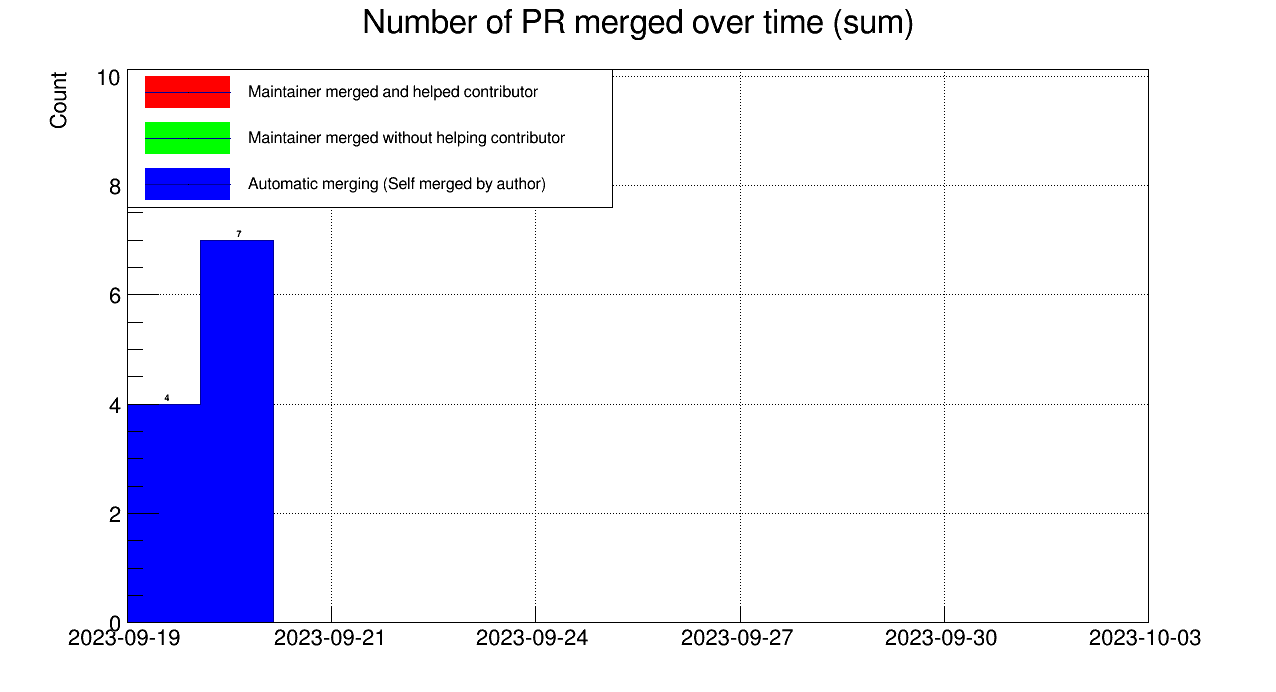 Number of PR merged over time (sum)
Count
10
8
6
4
2
0
Maintainer merged and helped contributor
Maintainer merged without helping contributor
Automatic merging (Self merged by author)
7
4
2023-09-19
2023-09-21
2023-09-24
2023-09-27
2023-09-30
2023-10-03